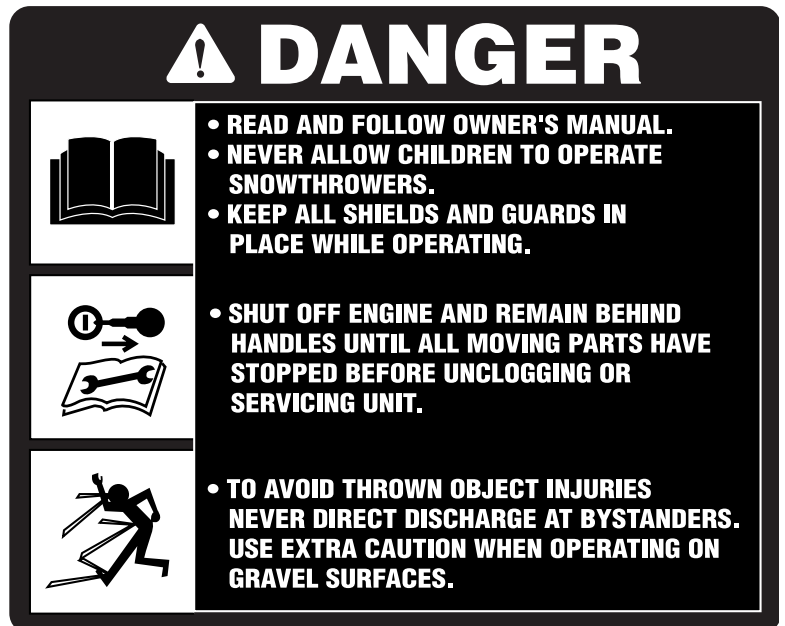 DANGER
• READ AND FOLLOW OWNER'S MANUAL.
• NEVER ALLOW CHILDREN TO OPERATE
SNOWTHROWERS.
• KEEP ALL SHIELDS AND GUARDS IN
PLACE WHILE OPERATING.
• SHUT OFF ENGINE AND REMAIN BEHIND
HANDLES UNTIL ALL MOVING PARTS HAVE
STOPPED BEFORE UNCLOGGING OR
SERVICING UNIT.
• TO AVOID THROWN OBJECT INJURIES
NEVER DIRECT DISCHARGE AT BYSTANDERS.
USE EXTRA CAUTION WHEN OPERATING ON
GRAVEL SURFACES.